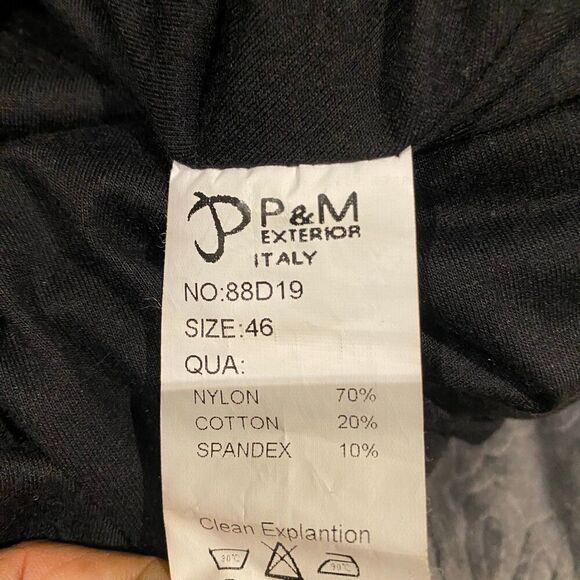 P&M
EXTERIOR
ITALY
NO:88D19
SIZE:46
QUA:
NYLON 70%
COTTON 20%
SPANDEX 10%
Clean Explantion